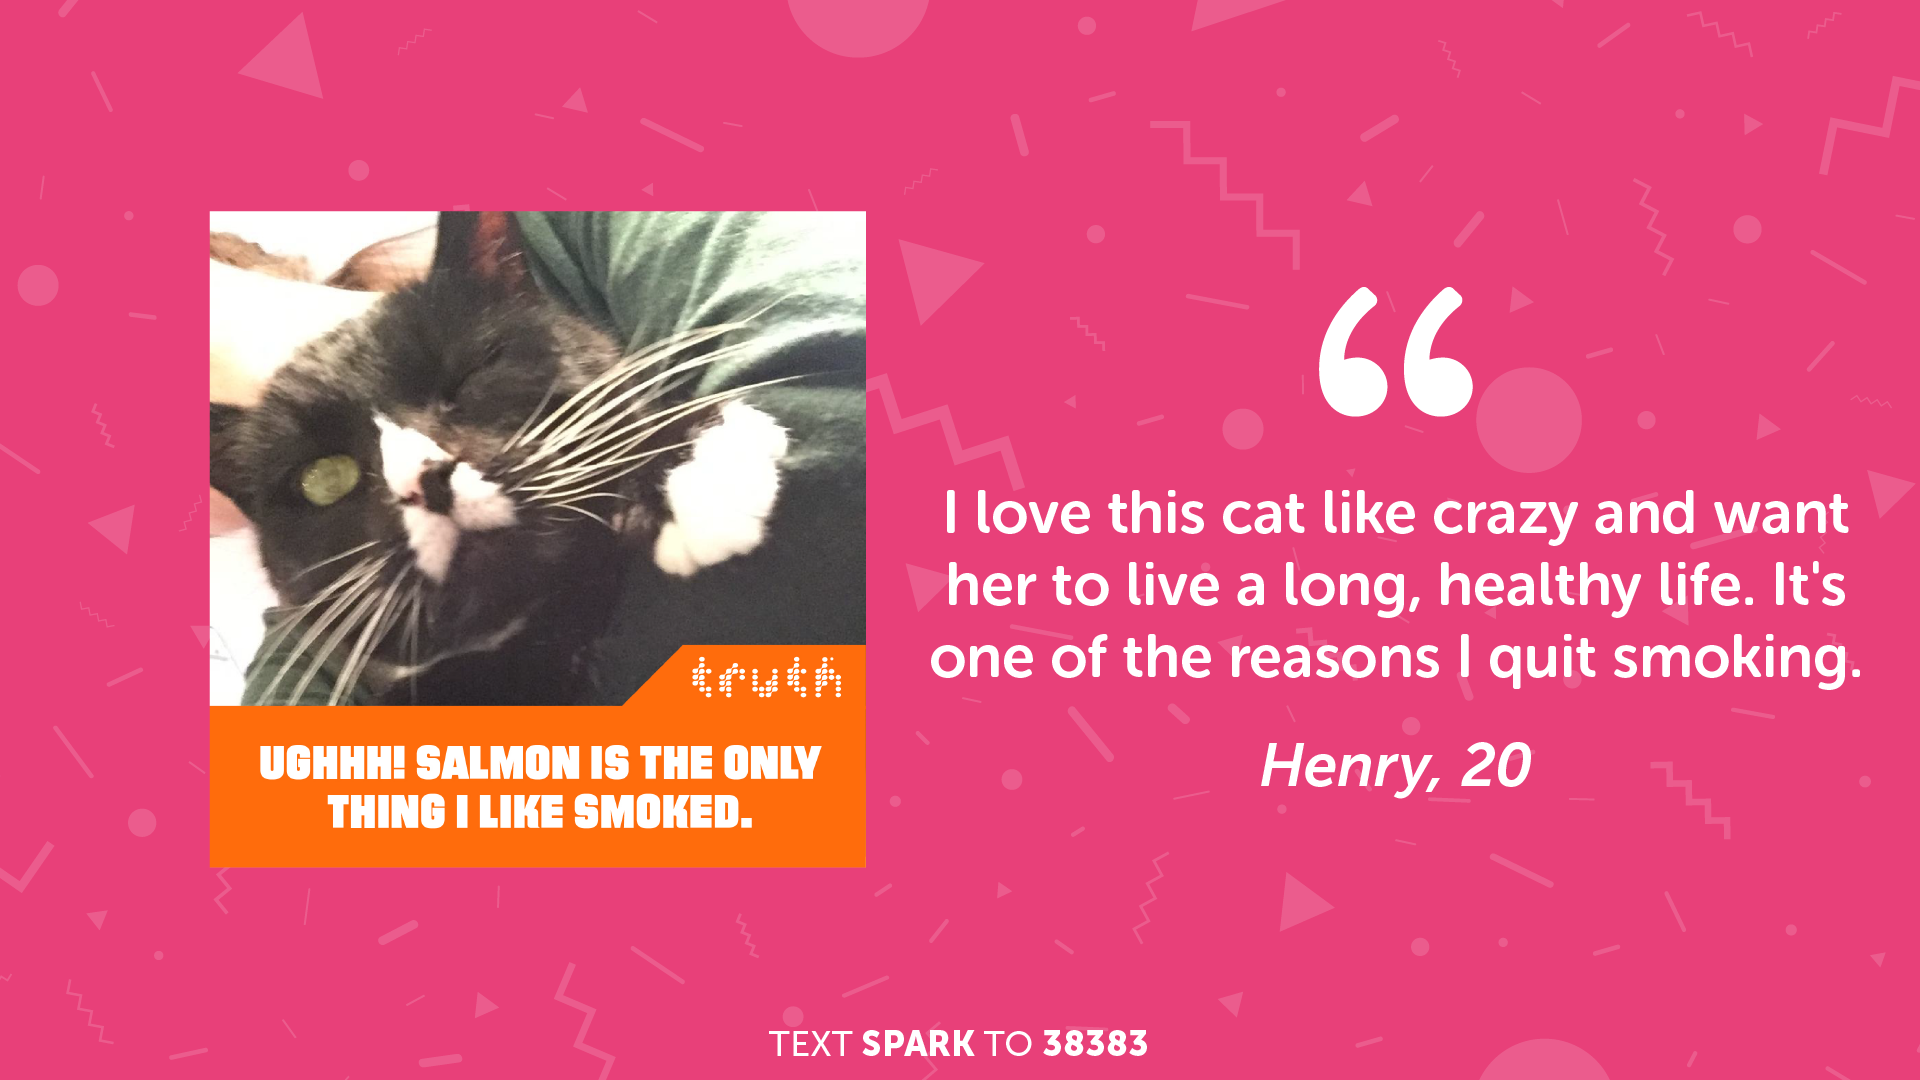 truth
UGHHH! SALMON IS THE ONLY
THING I LIKE SMOKED.
“
I love this cat like crazy and want
her to live a long, healthy life. It's
one of the reasons I quit smoking.
Henry, 20
TEXT SPARK TO 38383